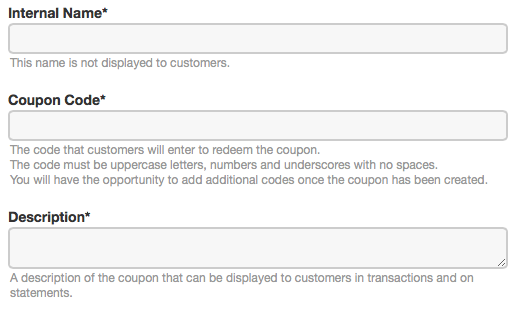 Internal Name*
This name is not displayed to customers.
Coupon Code*
The code that customers will enter to redeem the coupon.
The code must be uppercase letters, numbers and underscores with no spaces.
You will have the opportunity to add additional codes once the coupon has been created.
Description*
A description of the coupon that can be displayed to customers in transactions and on
statements.